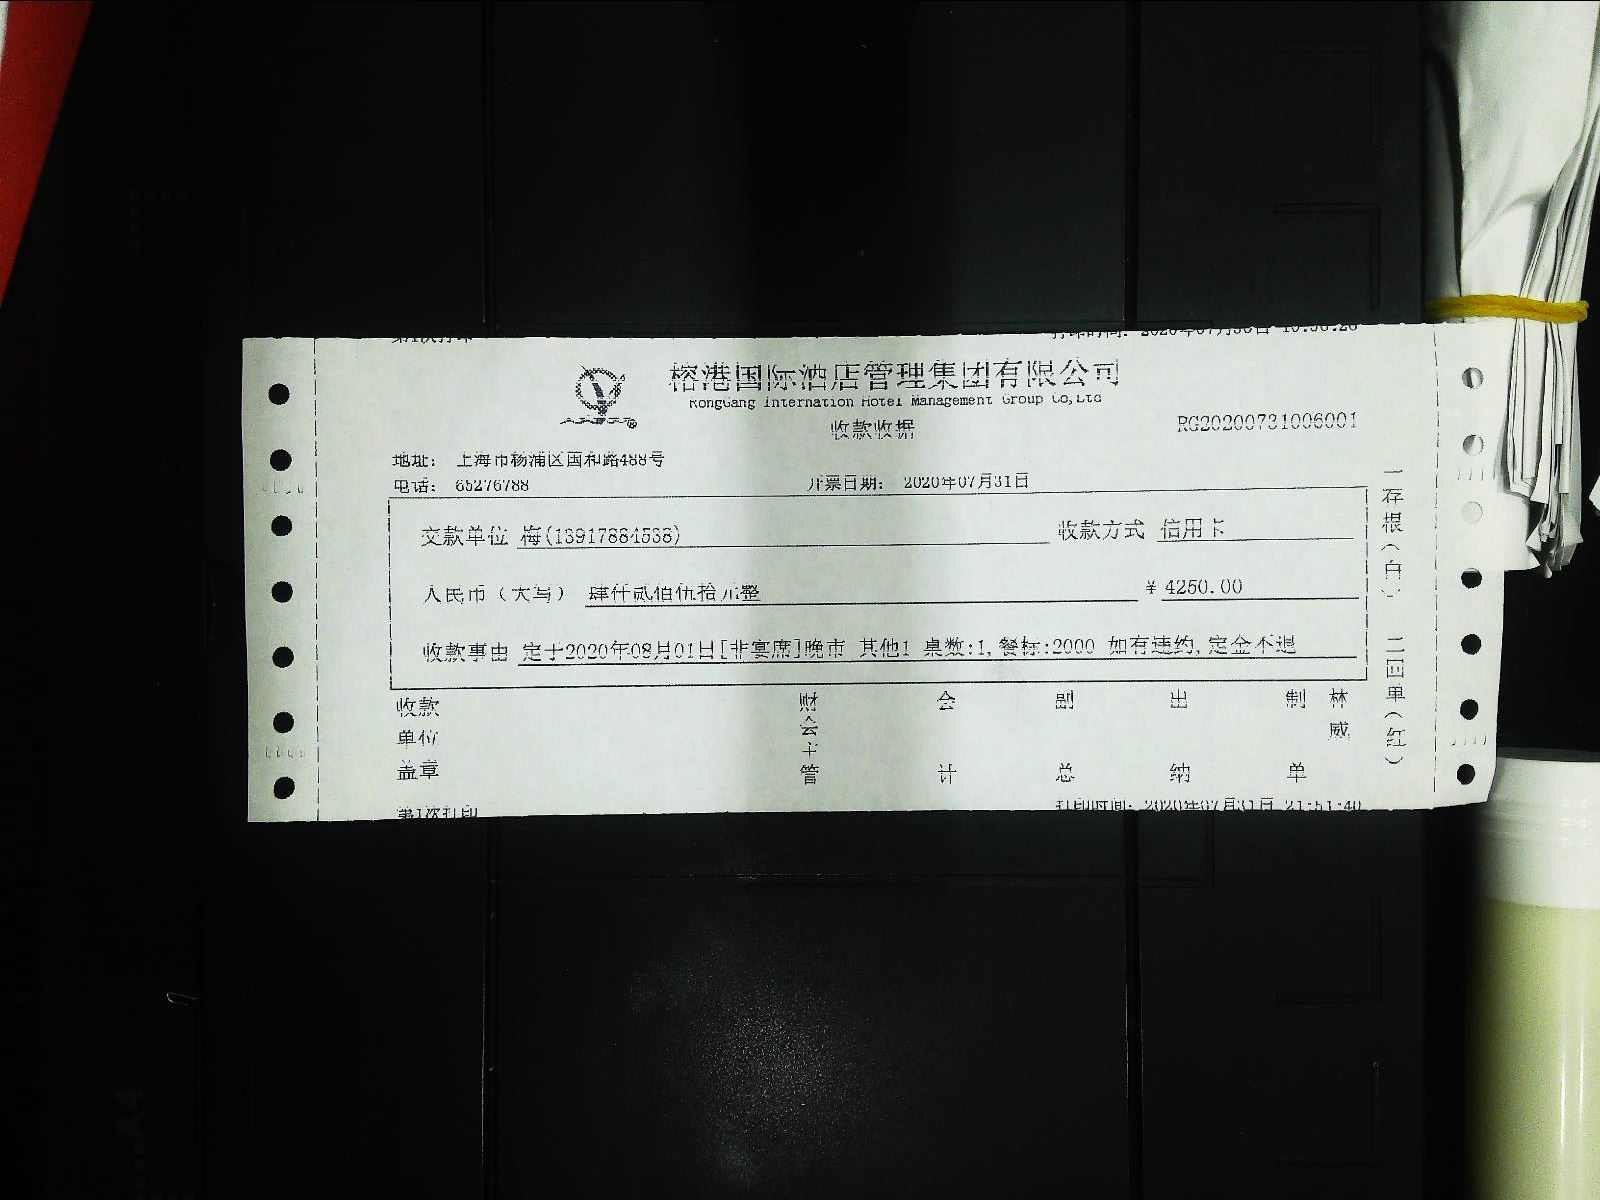 榕港国际酒店管理集团有限公司
RongGang Internation Hotel Management Group Co,Ltd
收款收据
RG20200731006001
地址： 上海市杨浦区国和路488号
电话： 65276788
开票日期： 2020年07月31日
交款单位 梅(13917884538)
收款方式 信用卡
人民币（大写） 肆仟贰佰伍拾元整
¥ 4250.00
收款事由 定于2020年08月01日[非宴席]晚市 其他1 桌数:1,餐标:2000 如有违约,定金不退
一存根（白） 二回单（红）
收款单位盖章
财会主管
会计
副总
出纳
制单
林威
第1次打印
打印时间: 2020年07月31日 21:51:40